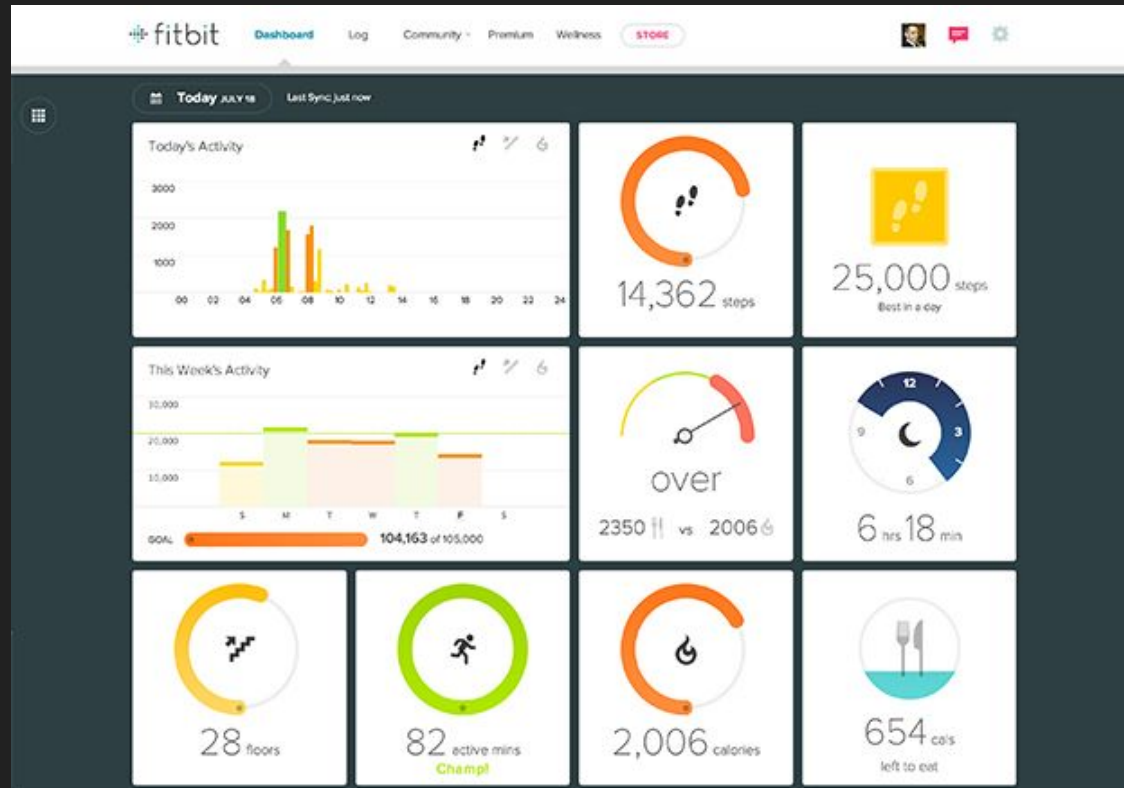 fitbit Dashboard Log Community Premium Wellness STORE
Today JULY 18 Last Sync: just now
Today's Activity
3000
2000
1000
00 02 04 06 08 10 12 14 16 18 20 22 24
14,362 steps
25,000 steps
Best in a day
This Week's Activity
30,000
20,000
10,000
S M T W T F S
GOAL 104,163 of 105,000
over
2350 vs 2006
12
3
6
9
6 hrs 18 min
28 floors
82 active mins
Champ!
2,006 calories
654 cals
left to eat